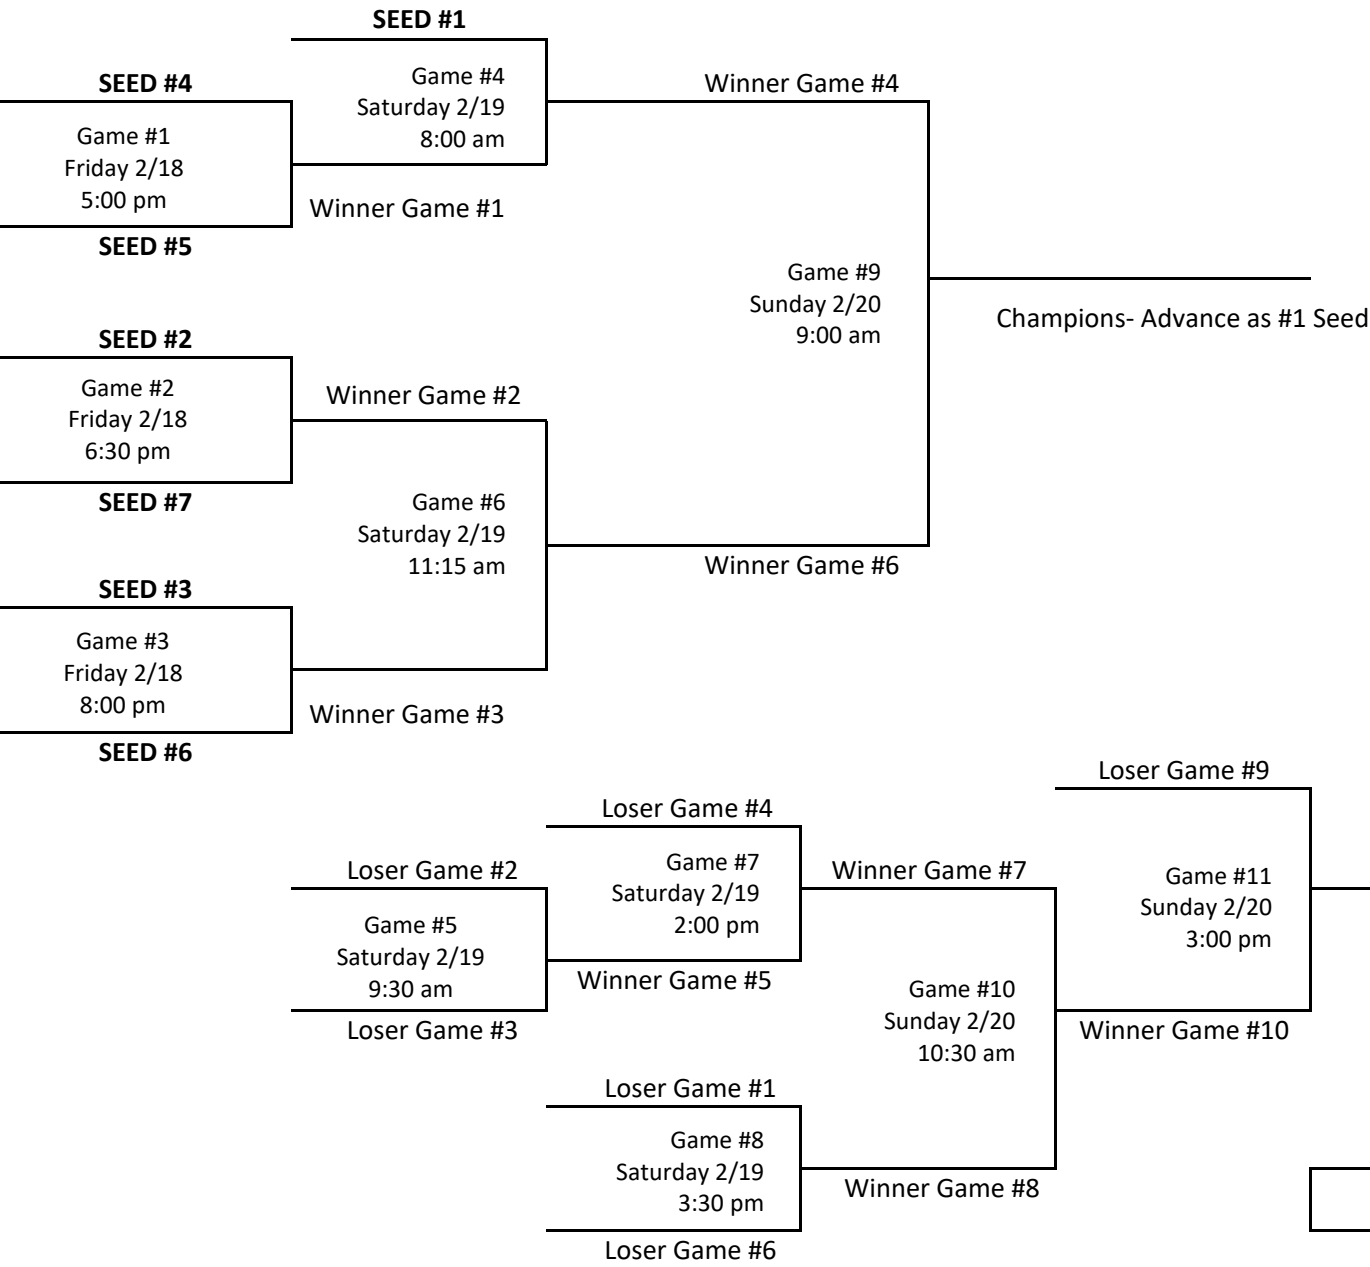 SEED #1
Game #4
Saturday 2/19
8:00 am
SEED #4
Winner Game #4
Game #1
Friday 2/18
5:00 pm
Winner Game #1
SEED #5
Game #9
Sunday 2/20
9:00 am
Champions- Advance as #1 Seed
SEED #2
Game #2
Friday 2/18
6:30 pm
Winner Game #2
SEED #7
Game #6
Saturday 2/19
11:15 am
Winner Game #6
SEED #3
Game #3
Friday 2/18
8:00 pm
Winner Game #3
SEED #6
Loser Game #9
Loser Game #4
Game #7
Saturday 2/19
2:00 pm
Loser Game #2
Winner Game #7
Game #11
Sunday 2/20
3:00 pm
Game #5
Saturday 2/19
9:30 am
Winner Game #5
Game #10
Sunday 2/20
10:30 am
Loser Game #3
Winner Game #10
Loser Game #1
Game #8
Saturday 2/19
3:30 pm
Winner Game #8
Loser Game #6